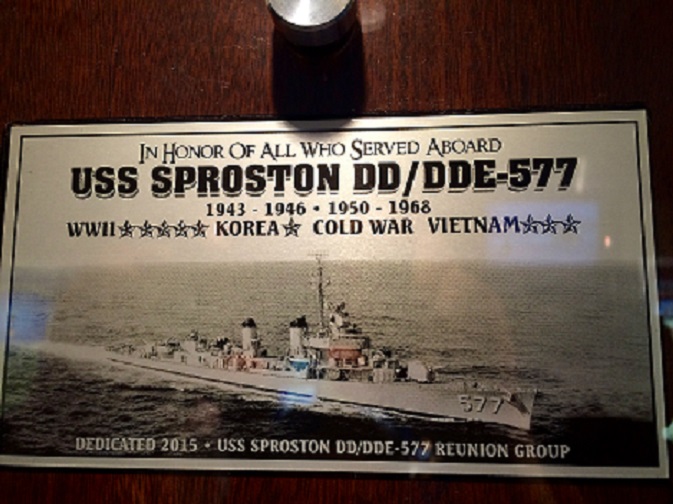 In Honor Of All Who Served Aboard
USS SPROSTON DD/DDE-577
1943 - 1946 • 1950 - 1968
WWII☆☆☆☆☆ KOREA☆ COLD WAR VIETNAM☆☆☆
577
DEDICATED 2015 • USS SPROSTON DD/DDE-577 REUNION GROUP